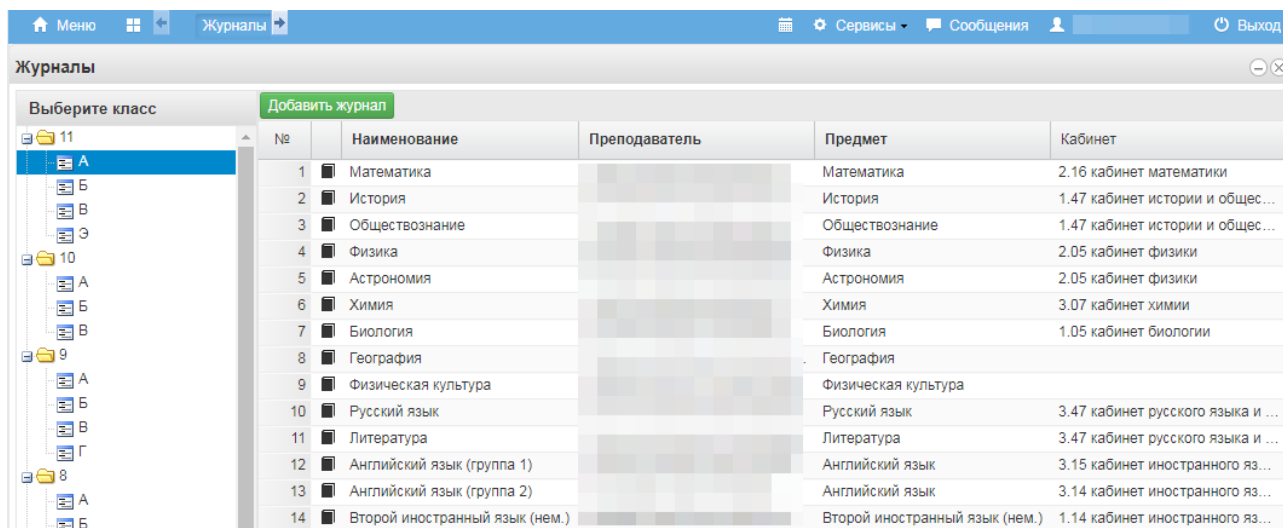 Меню Журналы Сервисы Сообщения Выход
Журналы
Выберите класс
11
А
Б
В
Э
10
А
Б
В
9
А
Б
В
Г
8
А
Б
Добавить журнал
№ Наименование Преподаватель Предмет Кабинет
1 Математика Математика 2.16 кабинет математики
2 История История 1.47 кабинет истории и общес...
3 Обществознание Обществознание 1.47 кабинет истории и общес...
4 Физика Физика 2.05 кабинет физики
5 Астрономия Астрономия 2.05 кабинет физики
6 Химия Химия 3.07 кабинет химии
7 Биология Биология 1.05 кабинет биологии
8 География География
9 Физическая культура Физическая культура
10 Русский язык Русский язык 3.47 кабинет русского языка и ...
11 Литература Литература 3.47 кабинет русского языка и ...
12 Английский язык (группа 1) Английский язык 3.15 кабинет иностранного яз...
13 Английский язык (группа 2) Английский язык 3.14 кабинет иностранного яз...
14 Второй иностранный язык (нем.) Второй иностранный язык (нем.) 1.14 кабинет иностранного яз...